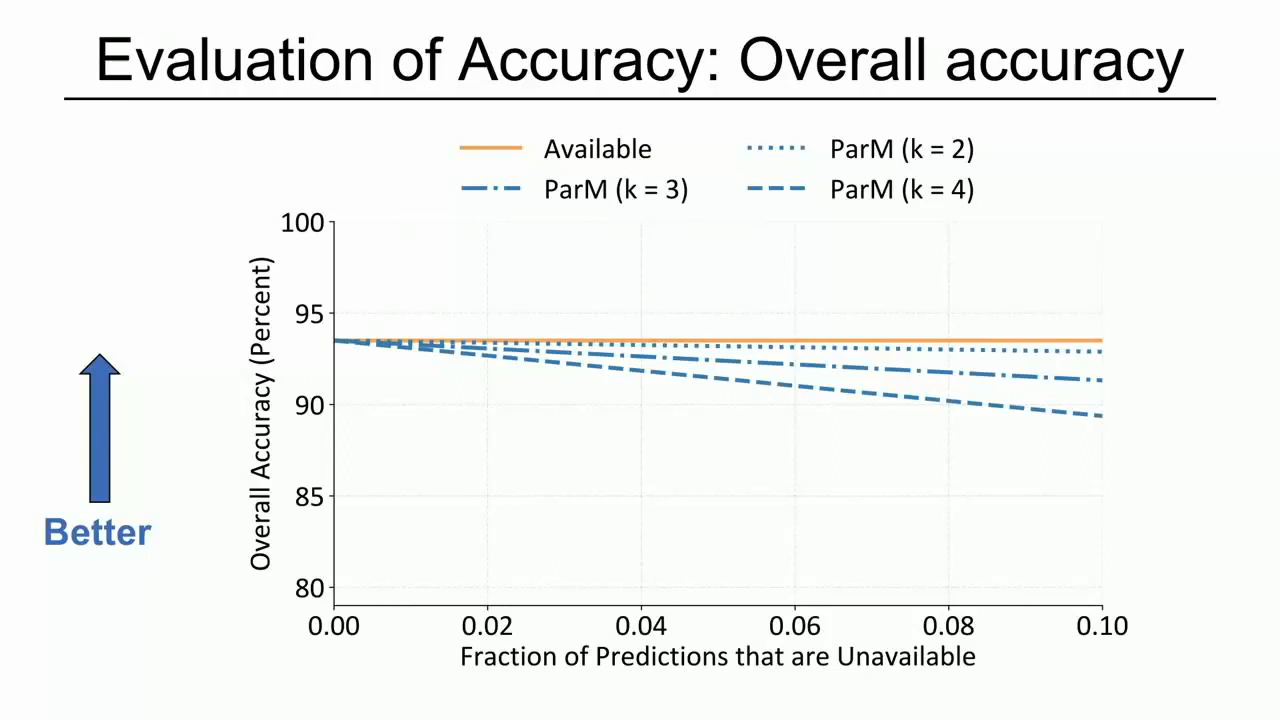 Evaluation of Accuracy: Overall accuracy
Available
ParM (k = 2)
ParM (k = 3)
ParM (k = 4)
100
95
90
85
80
Overall Accuracy (Percent)
Better
0.00
0.02
0.04
0.06
0.08
0.10
Fraction of Predictions that are Unavailable